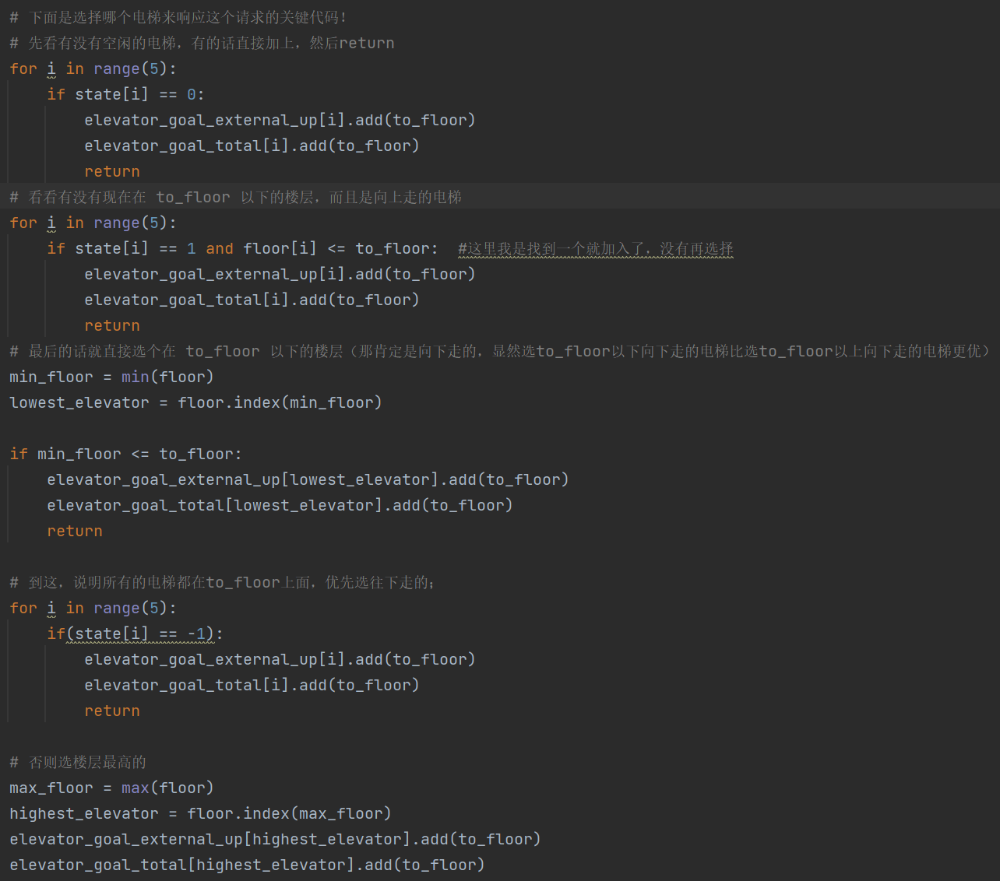 # 下面是选择哪个电梯来响应这个请求的关键代码！
# 先看有没有空闲的电梯，有的话直接加上，然后return
for i in range(5):
    if state[i] == 0:
        elevator_goal_external_up[i].add(to_floor)
        elevator_goal_total[i].add(to_floor)
        return
# 看看有没有现在在 to_floor 以下的楼层，而且是向上走的电梯
for i in range(5):
    if state[i] == 1 and floor[i] <= to_floor:  #这里我是找到一个就加入了，没有再选择
        elevator_goal_external_up[i].add(to_floor)
        elevator_goal_total[i].add(to_floor)
        return
# 最后的话就直接选个在 to_floor 以下的楼层（那肯定是向下走的，显然选to_floor以下向下走的电梯比选to_floor以上向下走的电梯更优）
min_floor = min(floor)
lowest_elevator = floor.index(min_floor)
if min_floor <= to_floor:
    elevator_goal_external_up[lowest_elevator].add(to_floor)
    elevator_goal_total[lowest_elevator].add(to_floor)
    return
# 到这，说明所有的电梯都在to_floor上面，优先选往下走的；
for i in range(5):
    if(state[i] == -1):
        elevator_goal_external_up[i].add(to_floor)
        elevator_goal_total[i].add(to_floor)
        return
# 否则选楼层最高的
max_floor = max(floor)
highest_elevator = floor.index(max_floor)
elevator_goal_external_up[highest_elevator].add(to_floor)
elevator_goal_total[highest_elevator].add(to_floor)